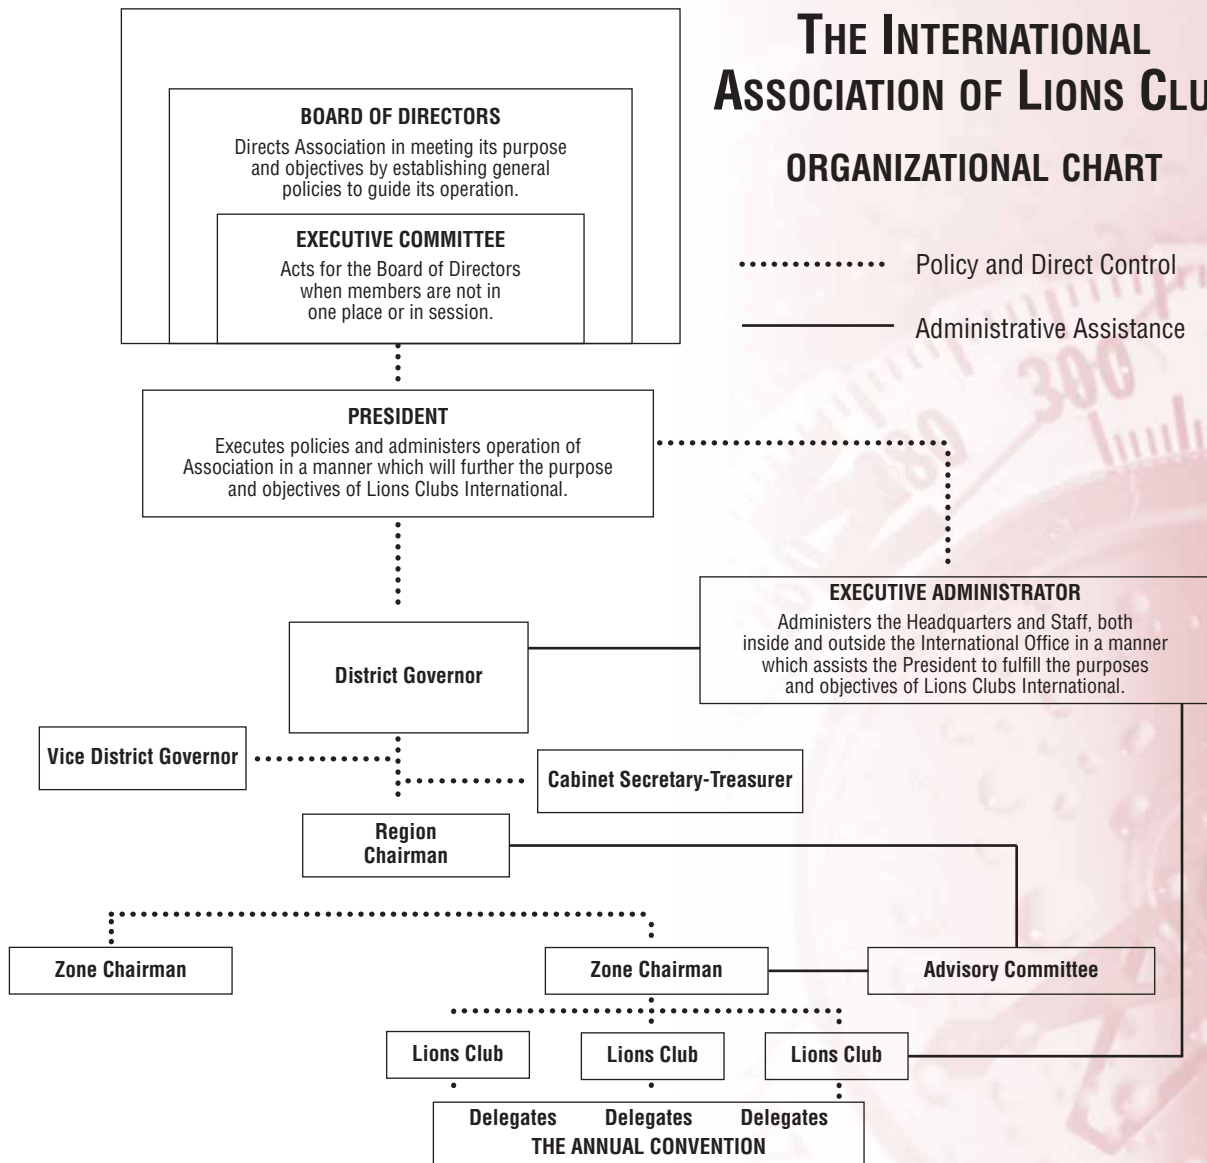 THE INTERNATIONAL
ASSOCIATION OF LIONS CLU
ORGANIZATIONAL CHART
Policy and Direct Control
Administrative Assistance
BOARD OF DIRECTORS
Directs Association in meeting its purpose
and objectives by establishing general
policies to guide its operation.
EXECUTIVE COMMITTEE
Acts for the Board of Directors
when members are not in
one place or in session.
PRESIDENT
Executes policies and administers operation of
Association in a manner which will further the purpose
and objectives of Lions Clubs International.
EXECUTIVE ADMINISTRATOR
Administers the Headquarters and Staff, both
inside and outside the International Office in a manner
which assists the President to fulfill the purposes
and objectives of Lions Clubs International.
District Governor
Vice District Governor
Cabinet Secretary-Treasurer
Region
Chairman
Zone Chairman
Zone Chairman
Advisory Committee
Lions Club
Lions Club
Lions Club
Delegates
Delegates
Delegates
THE ANNUAL CONVENTION
300